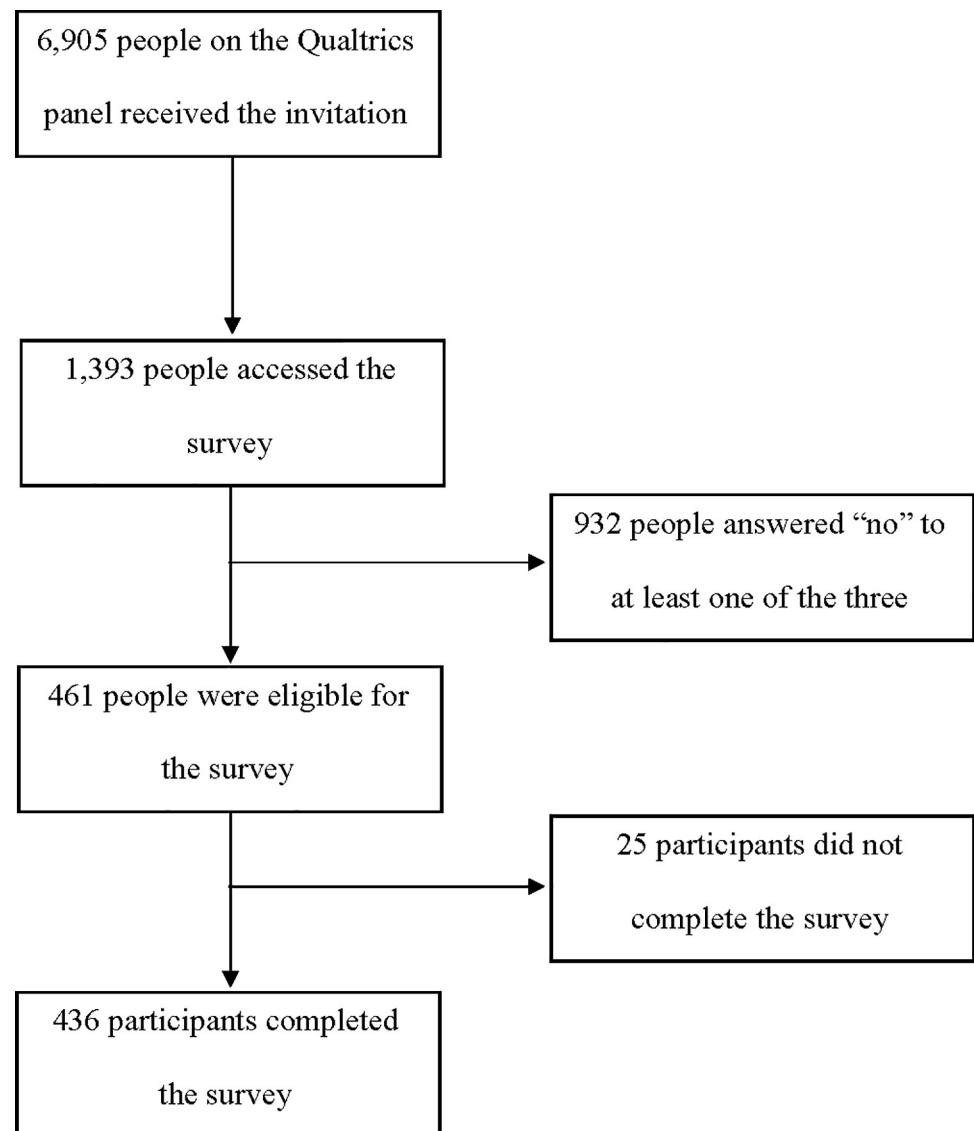 6,905 people on the Qualtrics
panel received the invitation
1,393 people accessed the
survey
932 people answered “no” to
at least one of the three
461 people were eligible for
the survey
25 participants did not
complete the survey
436 participants completed
the survey